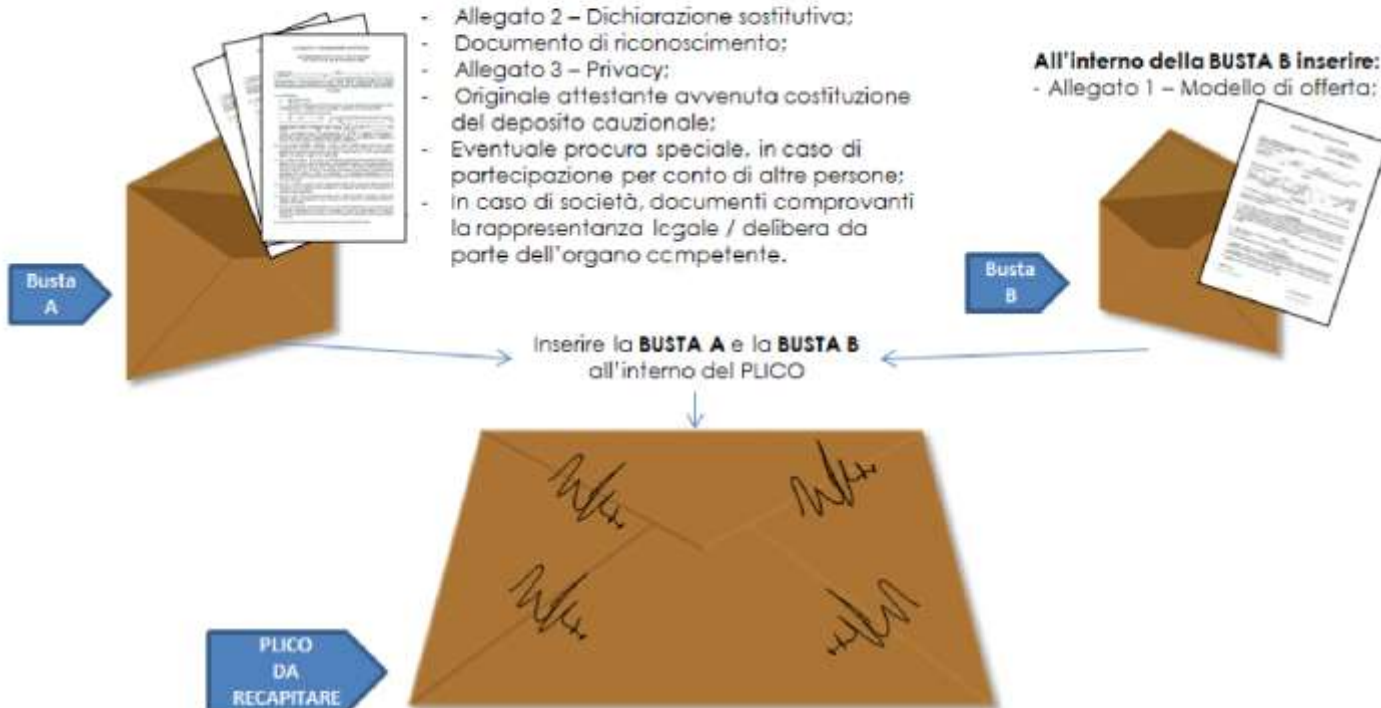 - Allegato 2 – Dichiarazione sostitutiva;
- Documento di riconoscimento;
- Allegato 3 – Privacy;
- Originale attestante avvenuta costituzione
del deposito cauzionale;
- Eventuale procura speciale, in caso di
partecipazione per conto di altre persone;
- In caso di società, documenti comprovanti
la rappresentanza legale / delibera da
parte dell'organo competente.
Busta
A
All'interno della BUSTA B inserire:
- Allegato 1 – Modello di offerta;
Busta
B
Inserire la BUSTA A e la BUSTA B
all'interno del PLICO
PLICO
DA
RECAPITARE